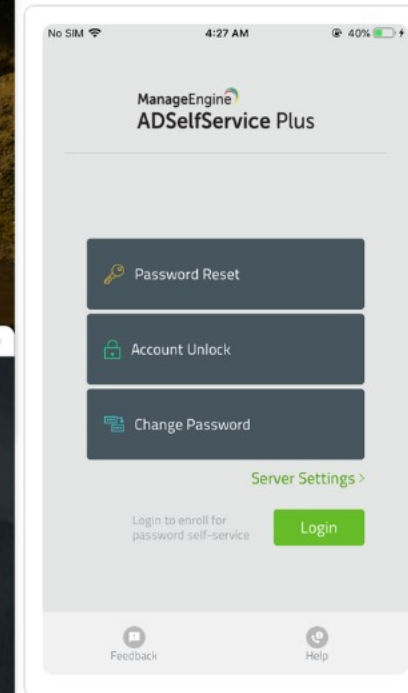 No SIM 4:27 AM 40%
ManageEngine
ADSelfService Plus
Password Reset
Account Unlock
Change Password
Server Settings >
Login to enroll for
password self-service
Login
Feedback
Help